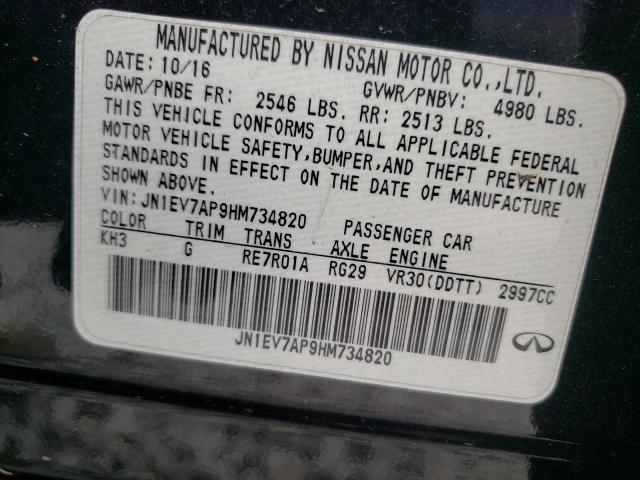 MANUFACTURED BY NISSAN MOTOR CO.,LTD.
DATE: 10/16 GVWR/PNBV: 4980 LBS.
GAWR/PNBE FR: 2546 LBS. RR: 2513 LBS.
THIS VEHICLE CONFORMS TO ALL APPLICABLE FEDERAL
MOTOR VEHICLE SAFETY,BUMPER,AND THEFT PREVENTION
STANDARDS IN EFFECT ON THE DATE OF MANUFACTURE
SHOWN ABOVE.
VIN:JN1EV7AP9HM734820 PASSENGER CAR
COLOR TRIM TRANS AXLE ENGINE
KH3 G RE7R01A RG29 VR30(DDTT) 2997CC
JN1EV7AP9HM734820